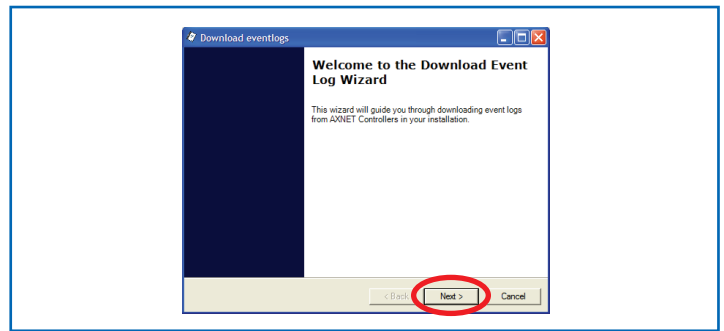 Download eventlogs
Welcome to the Download Event
Log Wizard
This wizard will guide you through downloading event logs
from AXNET Controllers in your installation.
< Back
Next >
Cancel